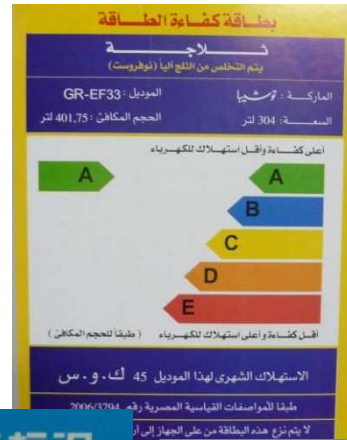 بطاقة كفاءة الطاقة
ثلاجة
يتم التخلص من الثلج آلياً (نوفروست)
الماركة : توشيبا
الموديل : GR-EF33
السعة : 304 لتر
الحجم المكافئ : 401,75 لتر
أعلى كفاءة وأقل استهلاك للكهرباء
A A
B
C
D
E
أقل كفاءة وأعلى استهلاك للكهرباء ( طبقاً للحجم المكافئ )
الاستهلاك الشهرى لهذا الموديل 45 ك.و.س
طبقا للمواصفات القياسية المصرية رقم 2006/3794
لا يتم نزع هذه البطاقة من على الجهاز إلى